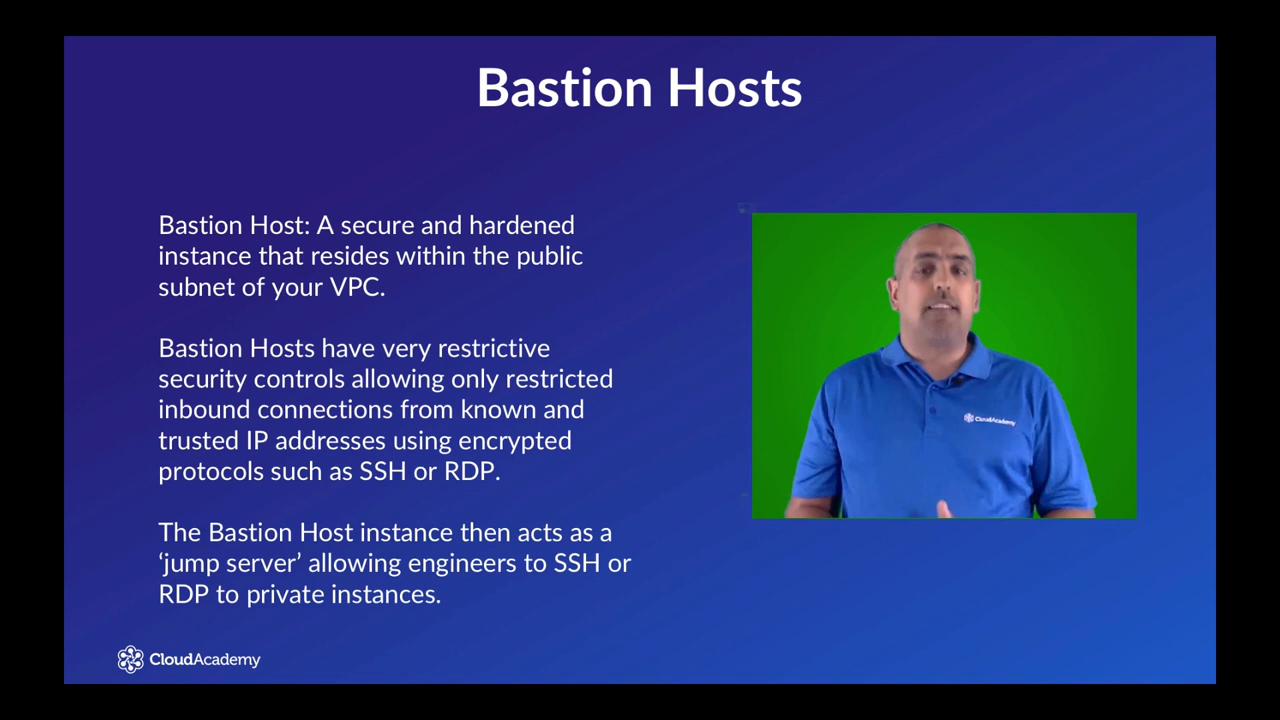 Bastion Hosts
Bastion Host: A secure and hardened
instance that resides within the public
subnet of your VPC.
Bastion Hosts have very restrictive
security controls allowing only restricted
inbound connections from known and
trusted IP addresses using encrypted
protocols such as SSH or RDP.
The Bastion Host instance then acts as a
‘jump server’ allowing engineers to SSH or
RDP to private instances.
CloudAcademy
CloudAcademy